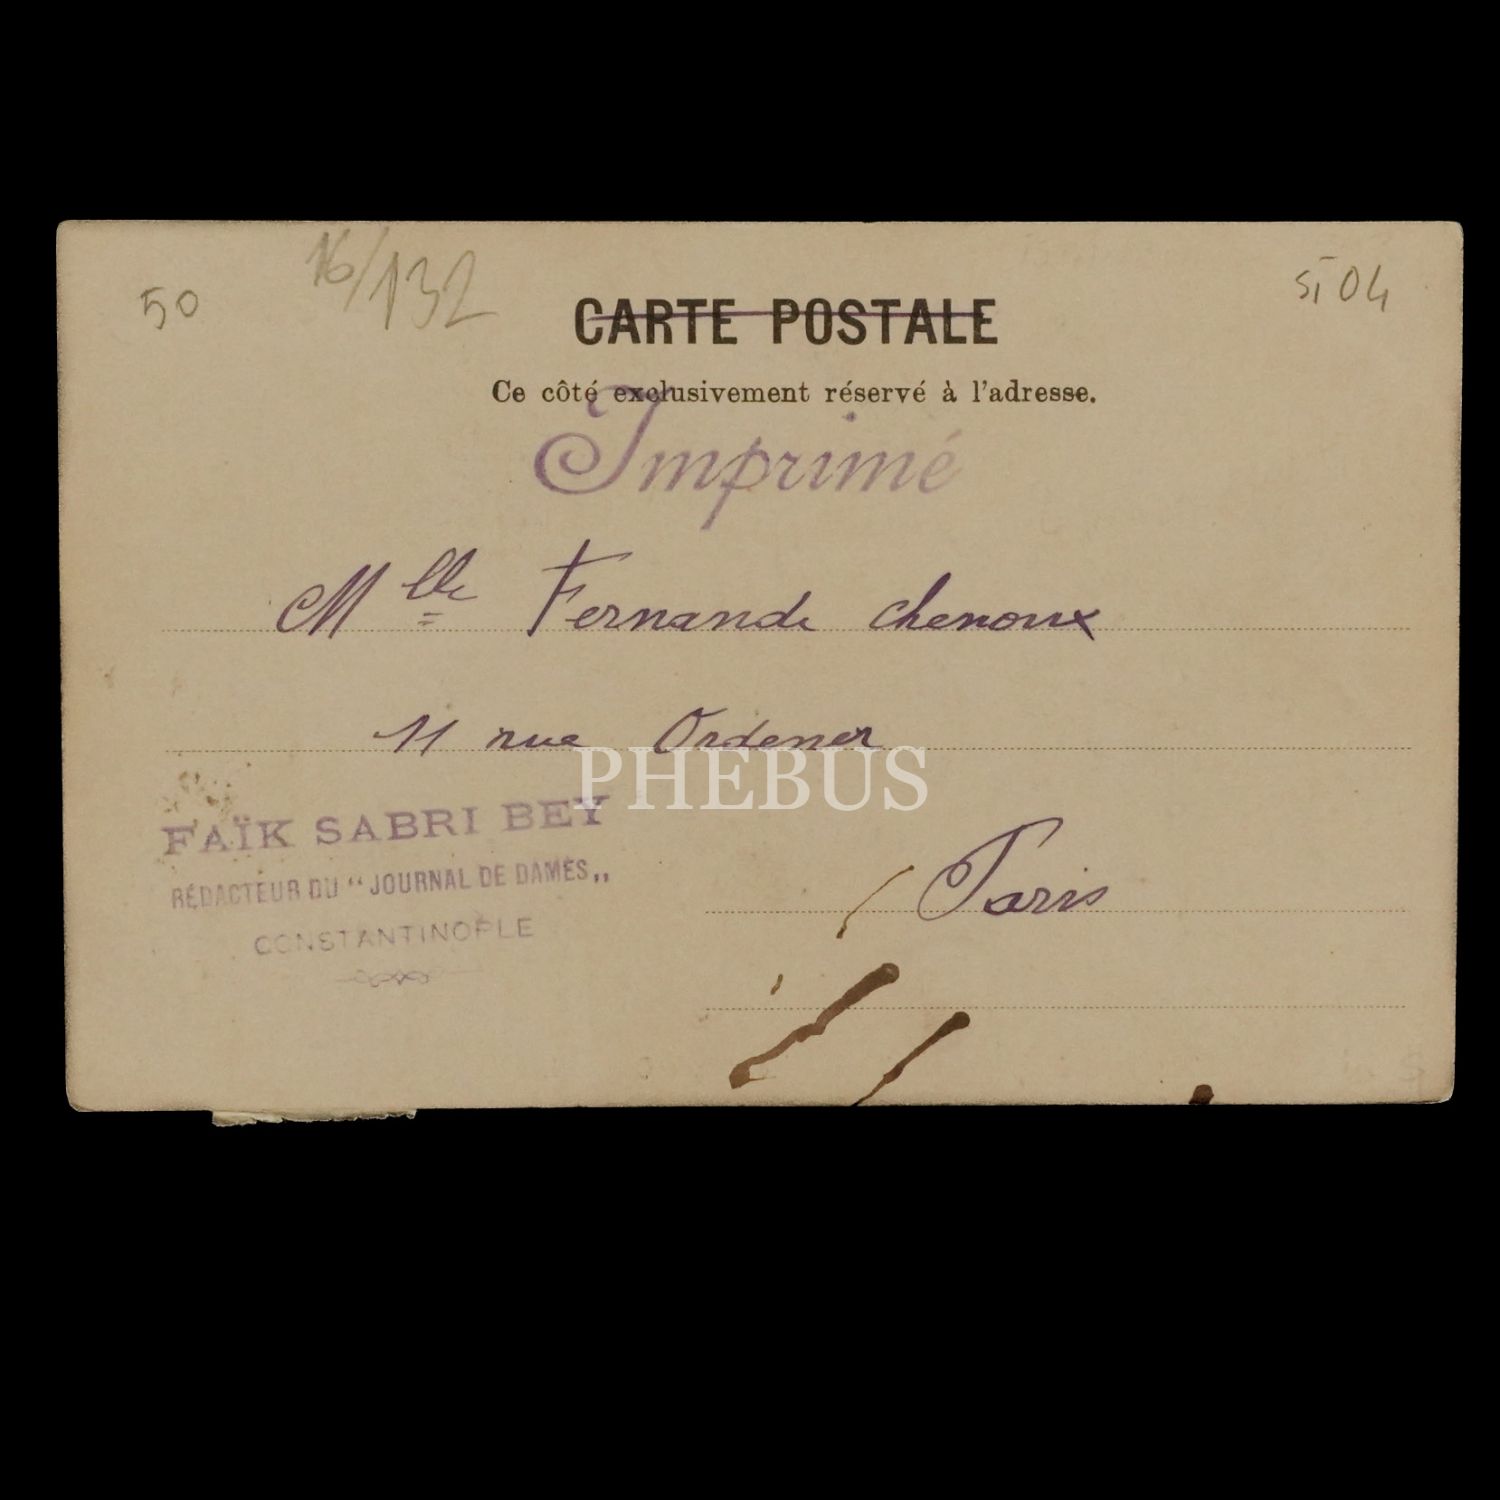 50
16/132
CARTE POSTALE
Ce côté exclusivement réservé à l'adresse.
Imprimé
Mlle Fernande Chenoux
11 rue Ordener
PHEBUS
FAÏK SABRI BEY
RÉDACTEUR DU "JOURNAL DE DAMES„
CONSTANTINOPLE
Paris